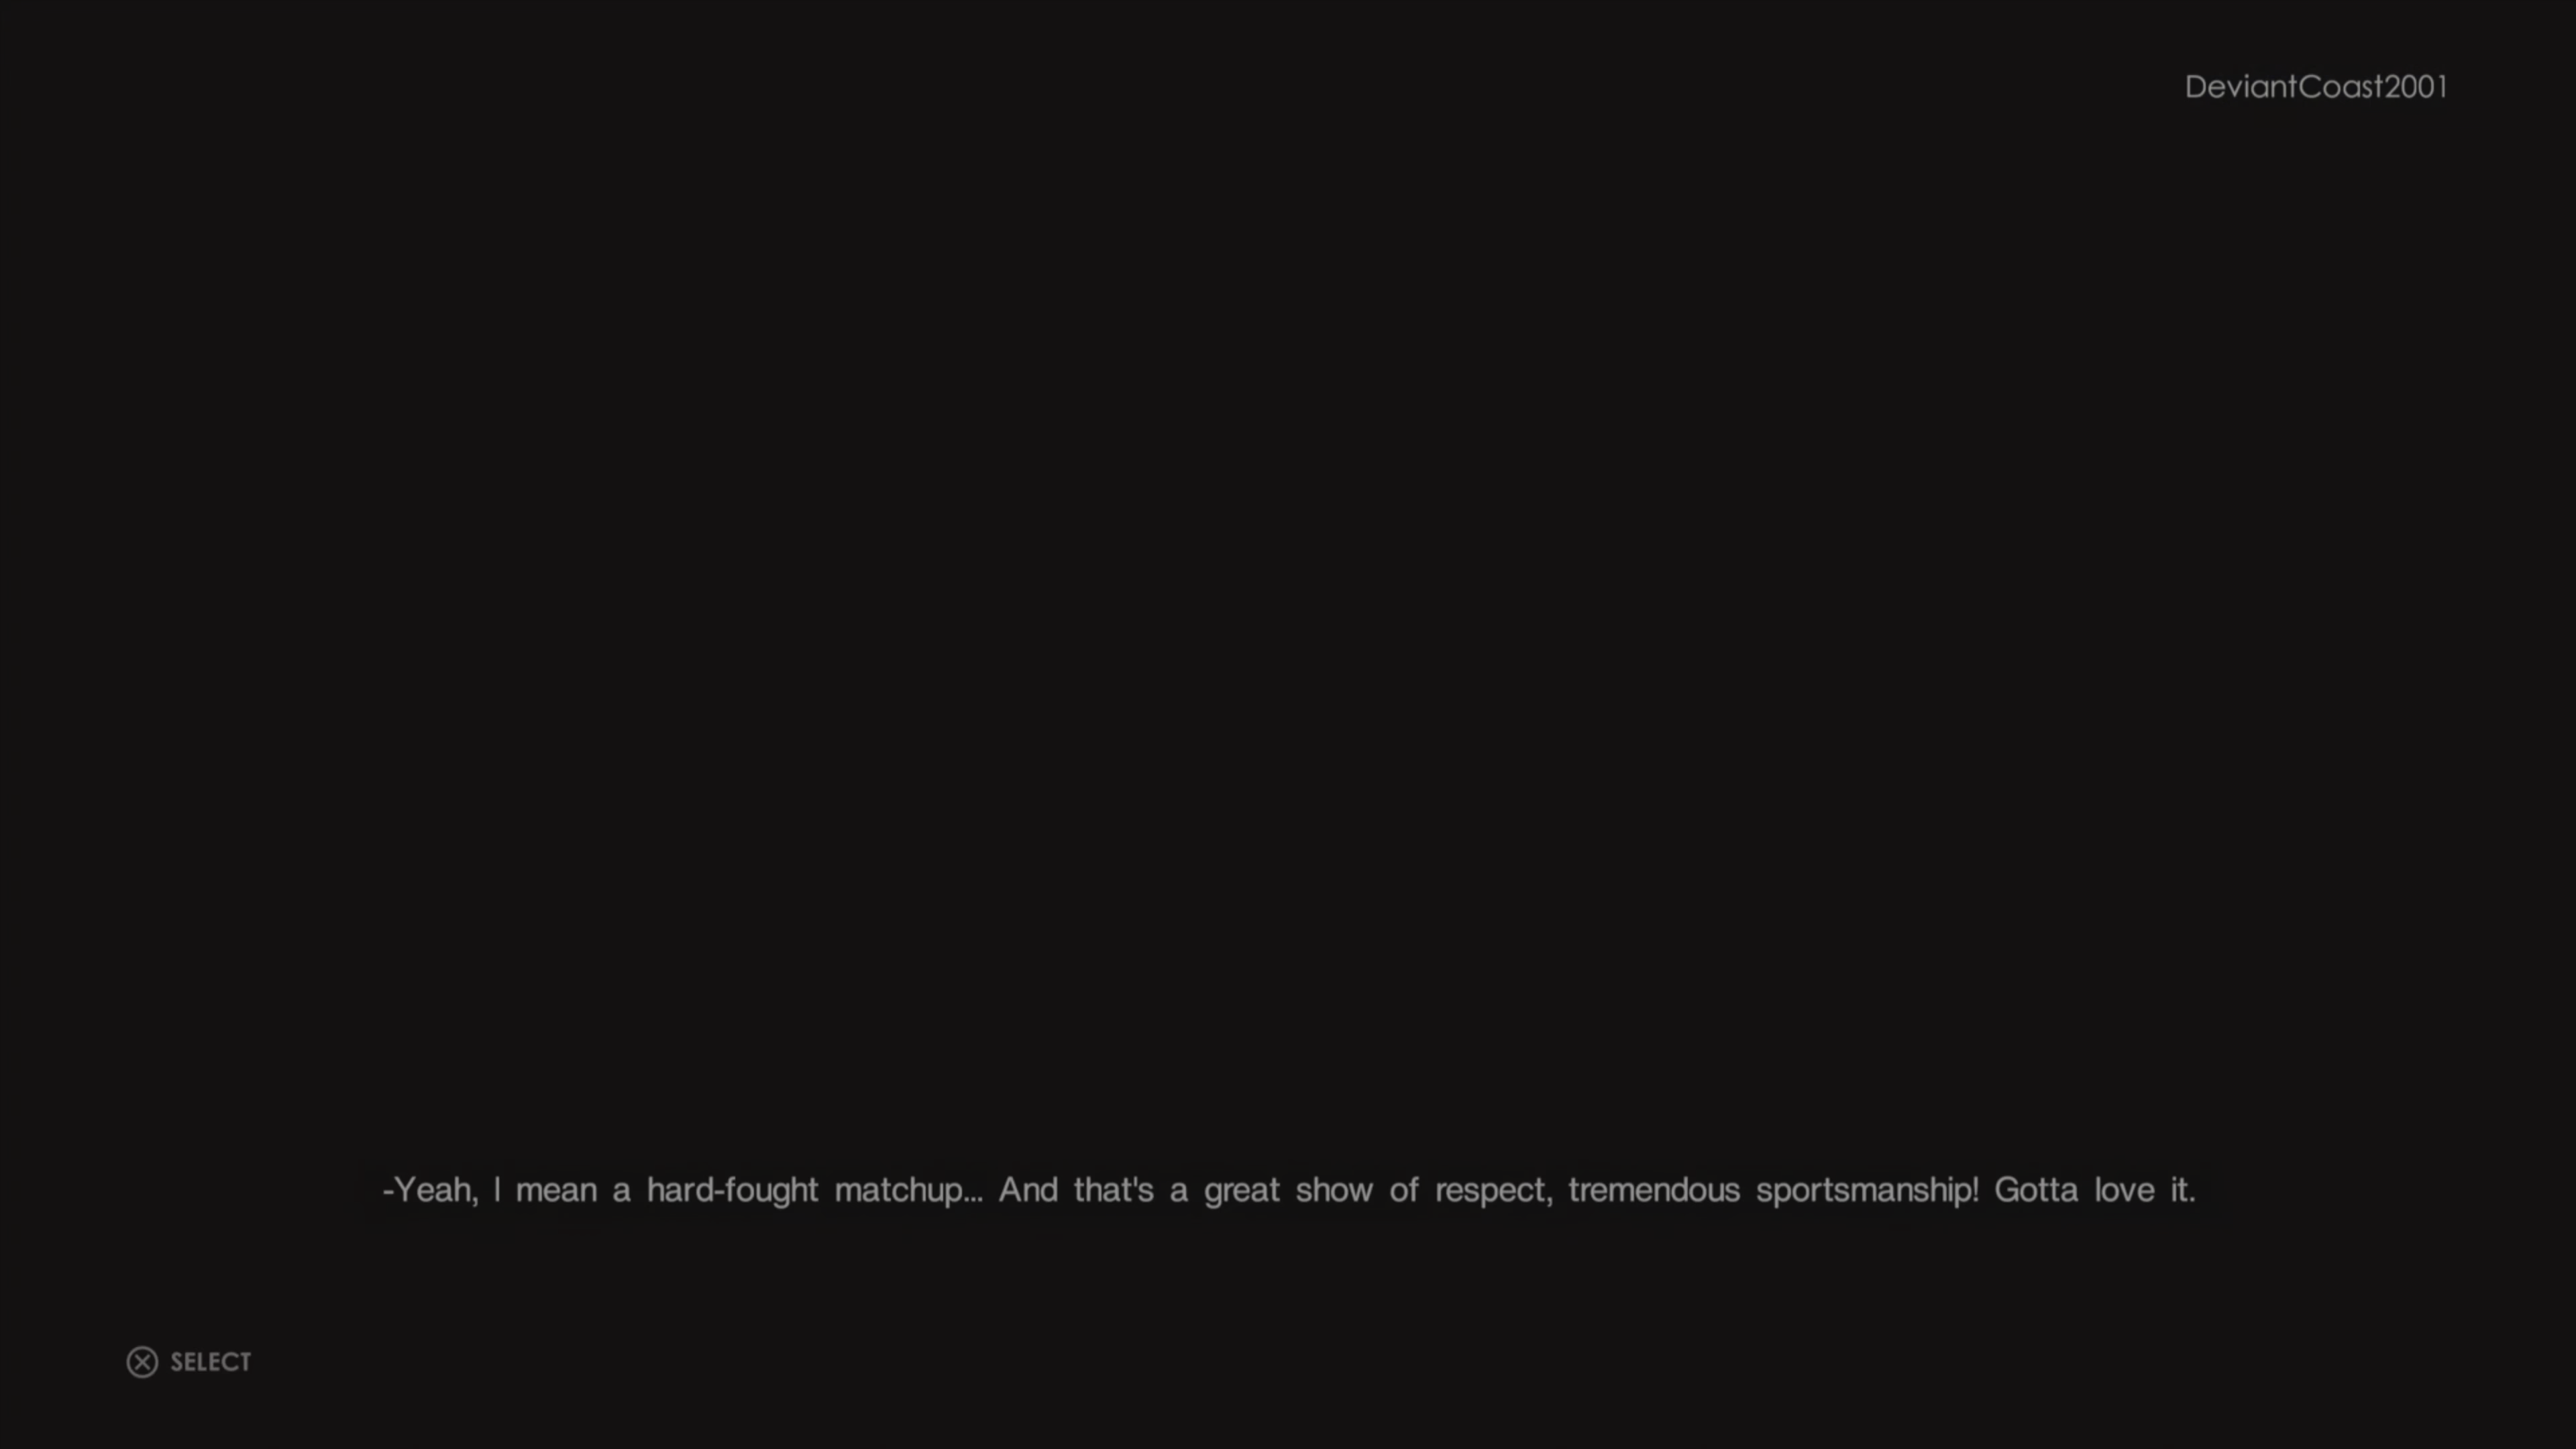 DeviantCoast2001
-Yeah, I mean a hard-fought matchup... And that's a great show of respect, tremendous sportsmanship! Gotta love it.
SELECT